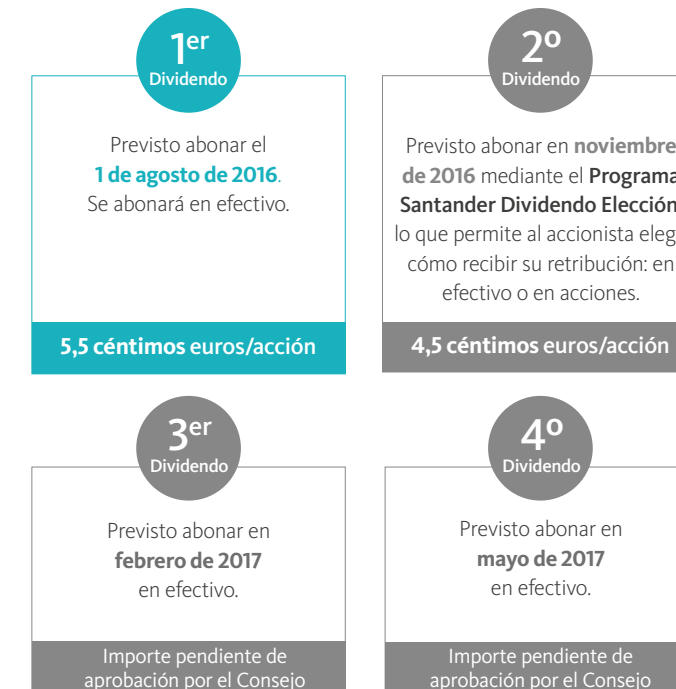 1er
Dividendo
Previsto abonar el
1 de agosto de 2016.
Se abonará en efectivo.
5,5 céntimos euros/acción
2º
Dividendo
Previsto abonar en noviembre
de 2016 mediante el Programa
Santander Dividendo Elección
lo que permite al accionista eleg
cómo recibir su retribución: en
efectivo o en acciones.
4,5 céntimos euros/acción
3er
Dividendo
Previsto abonar en
febrero de 2017
en efectivo.
Importe pendiente de
aprobación por el Consejo
4º
Dividendo
Previsto abonar en
mayo de 2017
en efectivo.
Importe pendiente de
aprobación por el Consejo